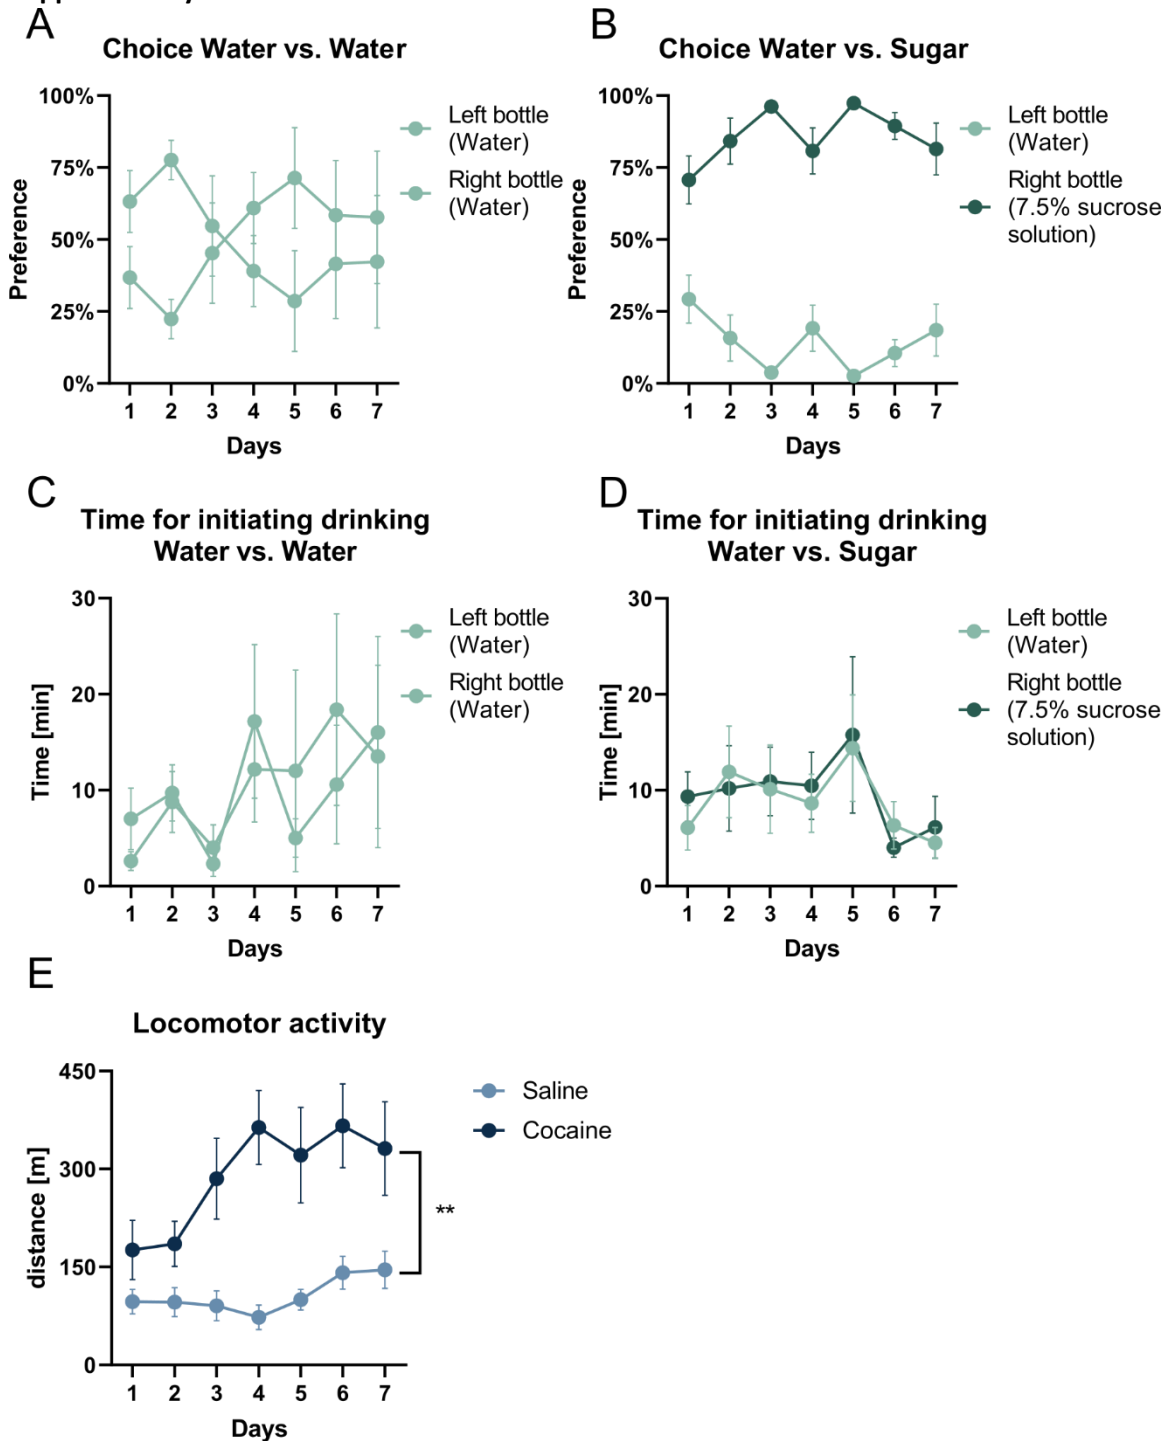 A
Choice Water vs. Water
100%
75%
50%
25%
0%
Preference
1 2 3 4 5 6 7
Days
Left bottle
(Water)
Right bottle
(Water)
B
Choice Water vs. Sugar
100%
75%
50%
25%
0%
Preference
1 2 3 4 5 6 7
Days
Left bottle
(Water)
Right bottle
(7.5% sucrose
solution)
C
Time for initiating drinking
Water vs. Water
30
20
10
0
Time [min]
1 2 3 4 5 6 7
Days
Left bottle
(Water)
Right bottle
(Water)
D
Time for initiating drinking
Water vs. Sugar
30
20
10
0
Time [min]
1 2 3 4 5 6 7
Days
Left bottle
(Water)
Right bottle
(7.5% sucrose
solution)
E
Locomotor activity
450
300
150
0
distance [m]
1 2 3 4 5 6 7
Days
Saline
Cocaine
**